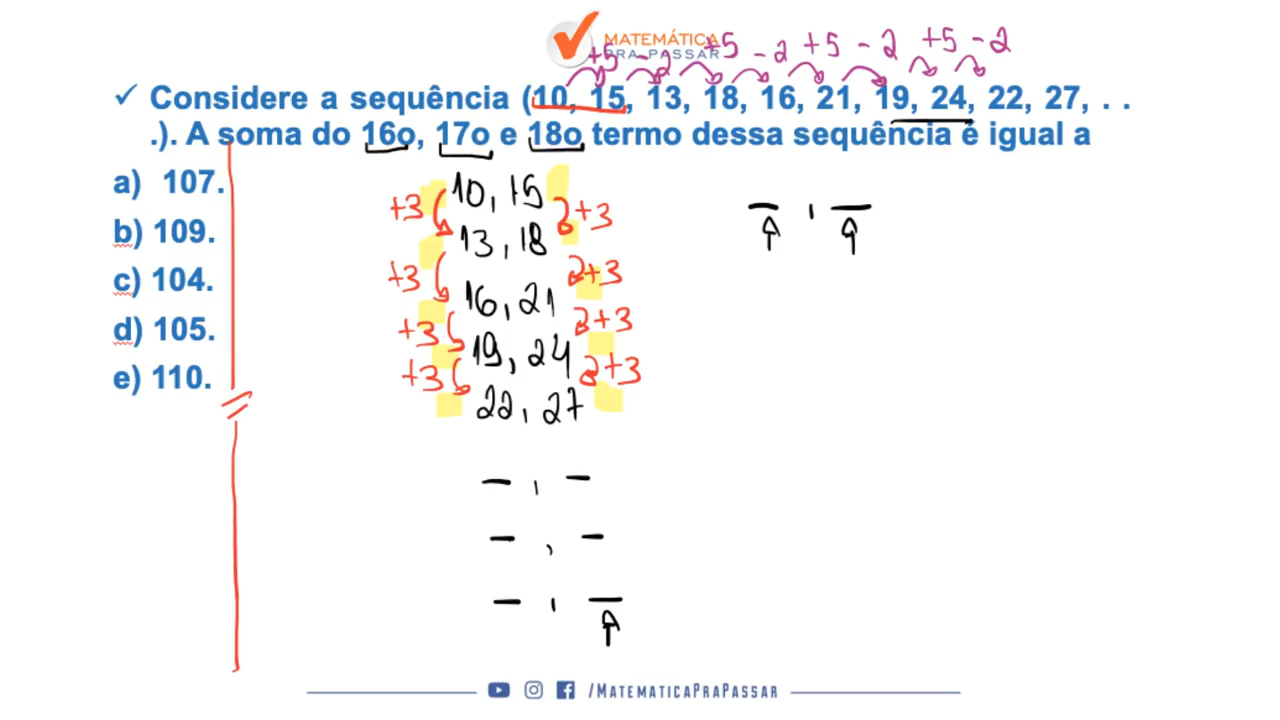 MATEMÁTICA
PRA PASSAR
+5 -2 +5 -2 +5 -2 +5 -2
✓ Considere a sequência (10, 15, 13, 18, 16, 21, 19, 24, 22, 27, . .
.). A soma do 16o, 17o e 18o termo dessa sequência é igual a
a) 107.
b) 109.
c) 104.
d) 105.
e) 110.
10, 15
+3 +3
13, 18
+3 +3
16, 21
+3 +3
19, 24
+3 +3
22, 27
/MATEMATICAPRAPASSAR